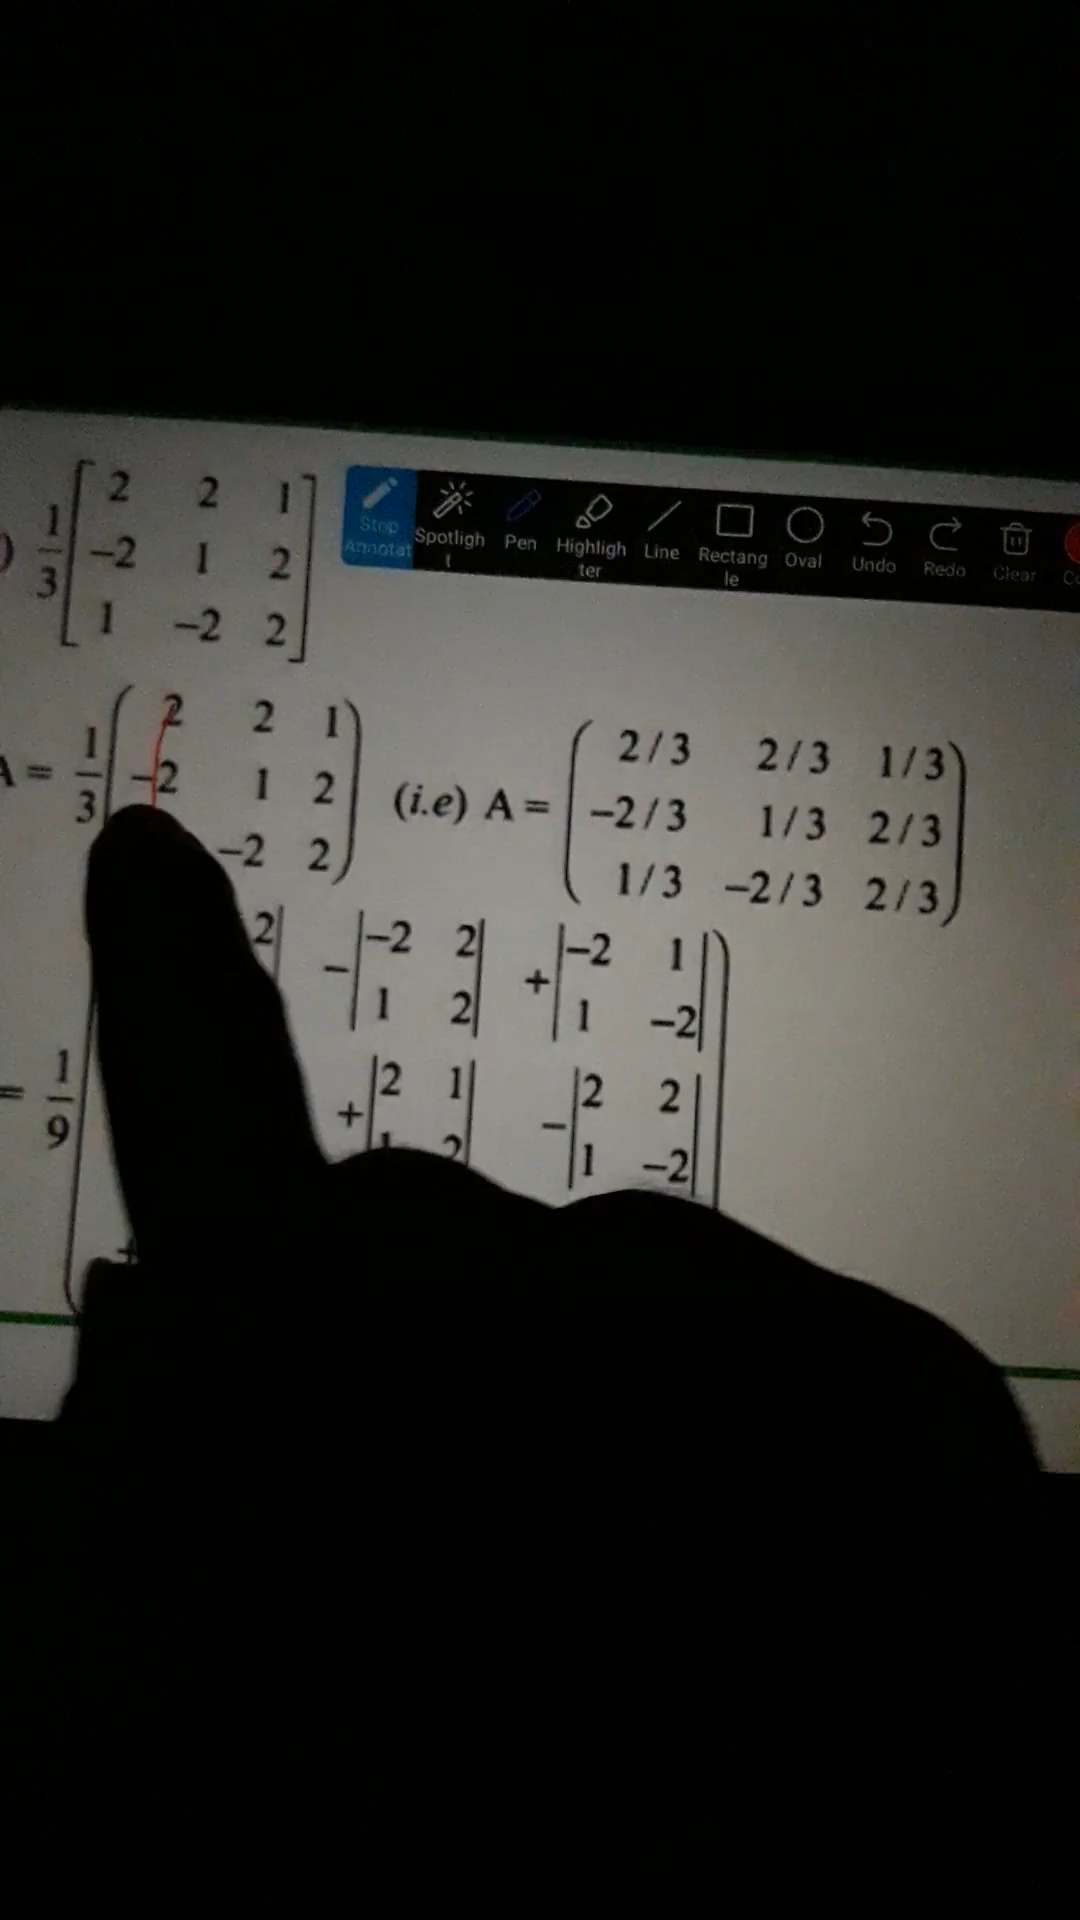 1/3 [ 2 2 1
-2 1 2
1 -2 2 ]
Stop Annotat Spotligh t Pen Highligh ter Line Rectang le Oval Undo Redo Clear
A = 1/3 ( 2 2 1
-2 1 2
-2 2 )
(i.e) A = ( 2/3 2/3 1/3
-2/3 1/3 2/3
1/3 -2/3 2/3 )
= 1/9 ( 2| -|-2 2| +|-2 1|
|1 2| |1 -2|
+|2 1| -|2 2|
|1 2| |1 -2|
+